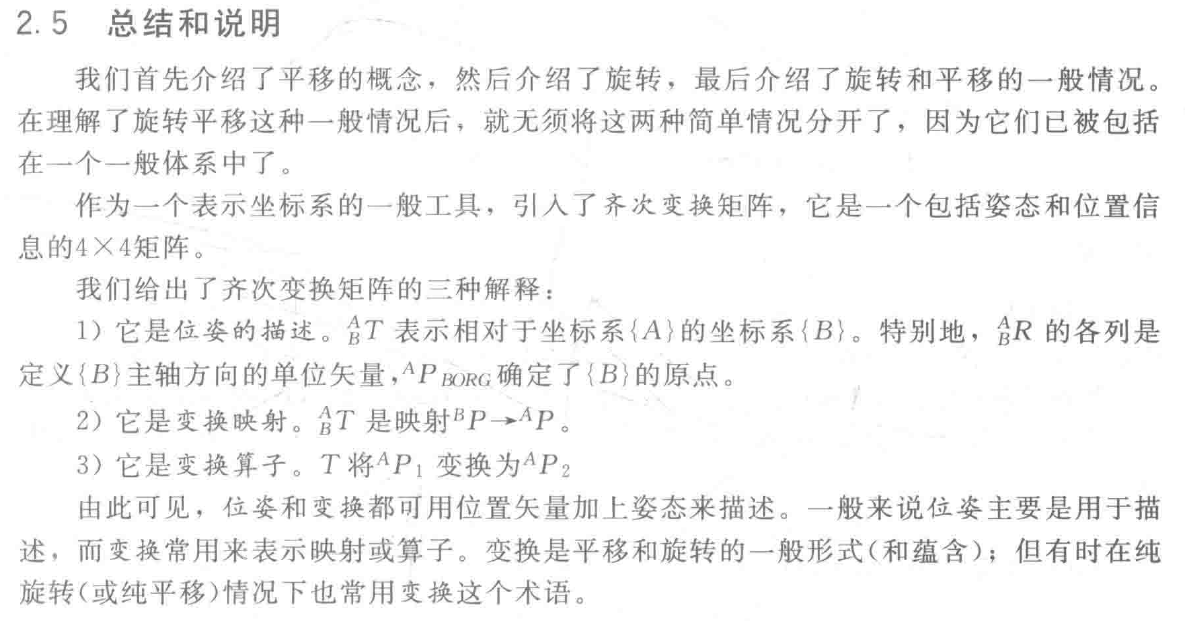 2.5 总结和说明
我们首先介绍了平移的概念，然后介绍了旋转，最后介绍了旋转和平移的一般情况。
在理解了旋转平移这种一般情况后，就无须将这两种简单情况分开了，因为它们已被包括
在一个一般体系中了。
作为一个表示坐标系的一般工具，引入了齐次变换矩阵，它是一个包括姿态和位置信
息的4×4矩阵。
我们给出了齐次变换矩阵的三种解释：
1) 它是位姿的描述。$^A_BT$ 表示相对于坐标系{A}的坐标系{B}。特别地，$^A_BR$ 的各列是
定义{B}主轴方向的单位矢量，$^AP_{BORG}$确定了{B}的原点。
2) 它是变换映射。$^A_BT$ 是映射$^BP→^AP$。
3) 它是变换算子。T 将$^AP_1$ 变换为$^AP_2$
由此可见，位姿和变换都可用位置矢量加上姿态来描述。一般来说位姿主要是用于描
述，而变换常用来表示映射或算子。变换是平移和旋转的一般形式(和蕴含)；但有时在纯
旋转(或纯平移)情况下也常用变换这个术语。